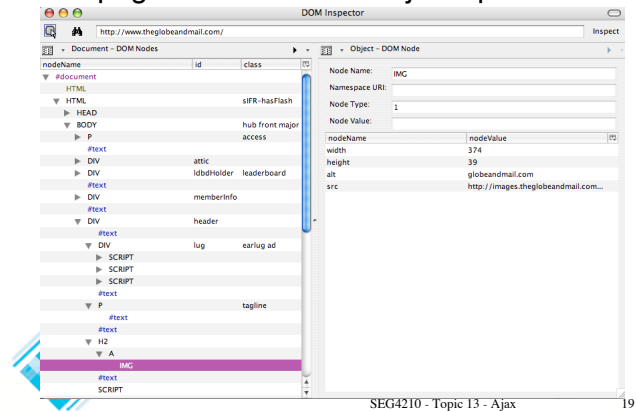 DOM Inspector
http://www.theglobeandmail.com/ Inspect
Document – DOM Nodes
nodeName id class
#document
HTML
HTML sIFR-hasFlash
HEAD
BODY hub front major
P access
#text
DIV attic
DIV ldbdHolder leaderboard
#text
DIV memberInfo
#text
DIV header
#text
DIV lug earlug ad
SCRIPT
SCRIPT
SCRIPT
#text
P tagline
#text
#text
H2
A
IMG
#text
SCRIPT
Object – DOM Node
Node Name: IMG
Namespace URI:
Node Type: 1
Node Value:
nodeName nodeValue
width 374
height 39
alt globeandmail.com
src http://images.theglobeandmail.com...
SEG4210 - Topic 13 - Ajax 19